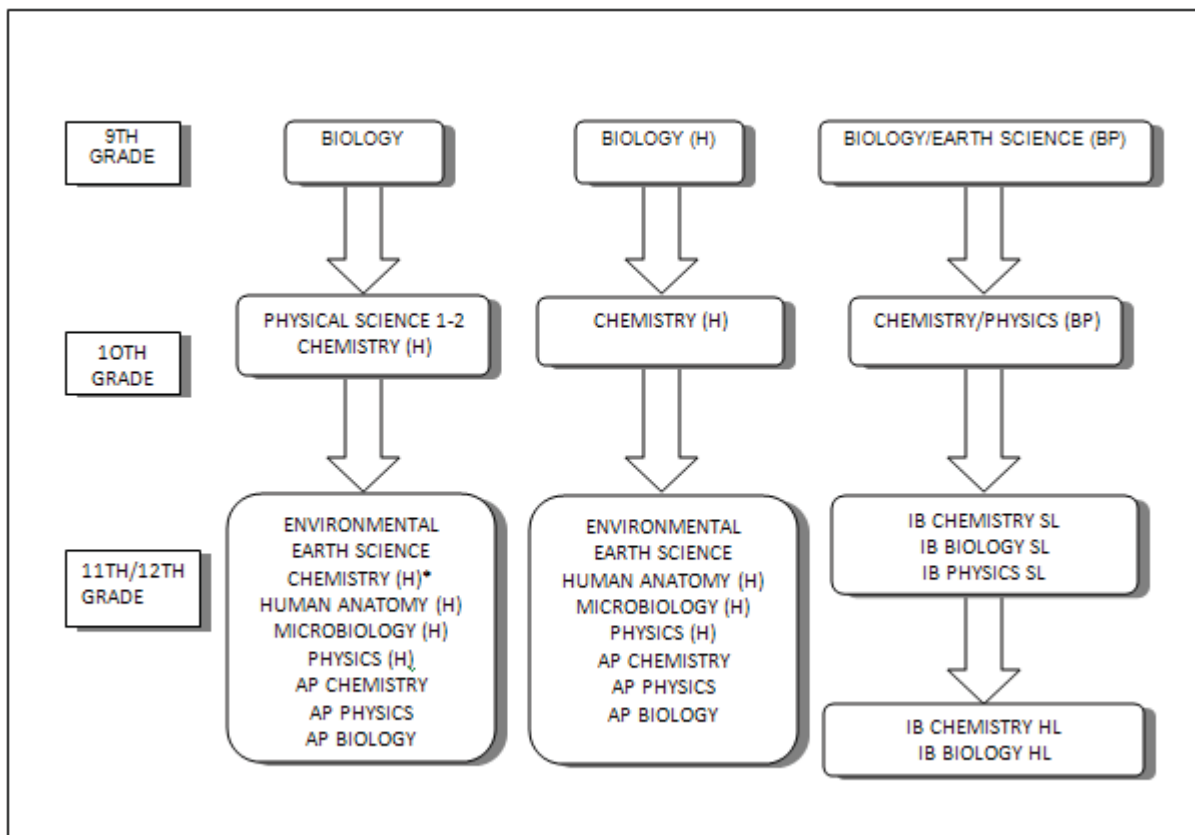 9TH
GRADE
BIOLOGY
BIOLOGY (H)
BIOLOGY/EARTH SCIENCE (BP)
1OTH
GRADE
PHYSICAL SCIENCE 1-2
CHEMISTRY (H)
CHEMISTRY (H)
CHEMISTRY/PHYSICS (BP)
11TH/12TH
GRADE
ENVIRONMENTAL
EARTH SCIENCE
CHEMISTRY (H)*
HUMAN ANATOMY (H)
MICROBIOLOGY (H)
PHYSICS (H)
AP CHEMISTRY
AP PHYSICS
AP BIOLOGY
ENVIRONMENTAL
EARTH SCIENCE
HUMAN ANATOMY (H)
MICROBIOLOGY (H)
PHYSICS (H)
AP CHEMISTRY
AP PHYSICS
AP BIOLOGY
IB CHEMISTRY SL
IB BIOLOGY SL
IB PHYSICS SL
IB CHEMISTRY HL
IB BIOLOGY HL